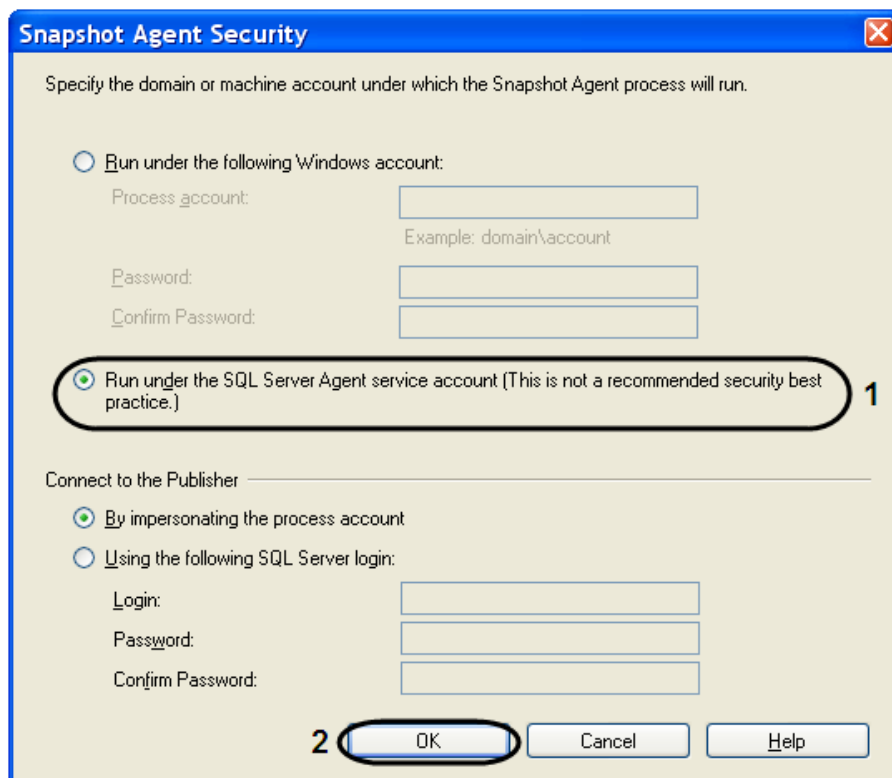 Snapshot Agent Security
Specify the domain or machine account under which the Snapshot Agent process will run.
Run under the following Windows account:
Process account:
Example: domain\account
Password:
Confirm Password:
Run under the SQL Server Agent service account (This is not a recommended security best
practice.)
1
Connect to the Publisher
By impersonating the process account
Using the following SQL Server login:
Login:
Password:
Confirm Password:
2 OK Cancel Help